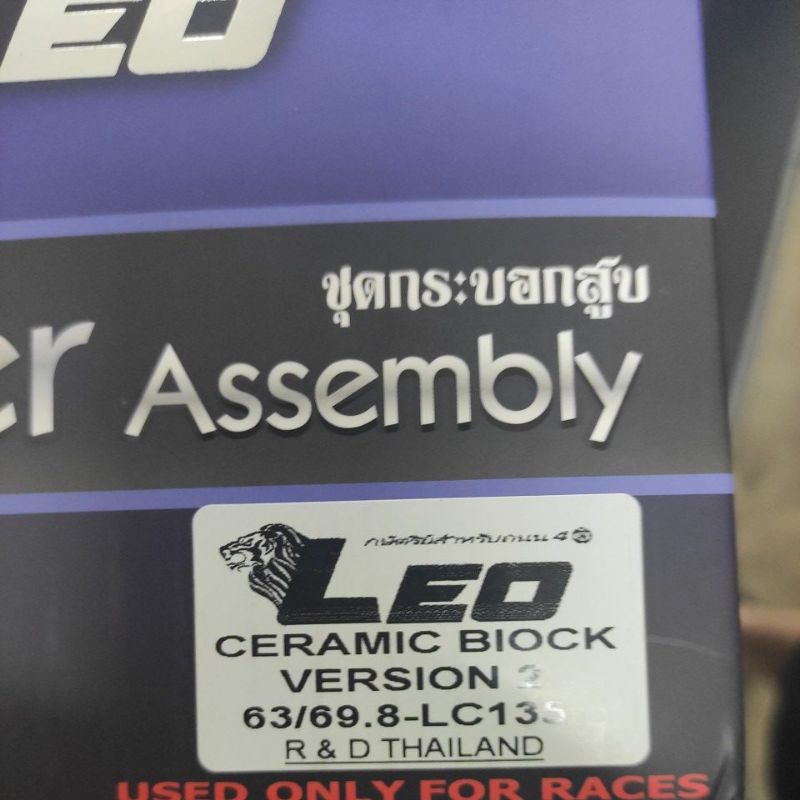 LEO
ชุดกระบอกสูบ
er Assembly
LEO
CERAMIC BIOCK
VERSION 2
63/69.8-LC135
R & D THAILAND
USED ONLY FOR RACES